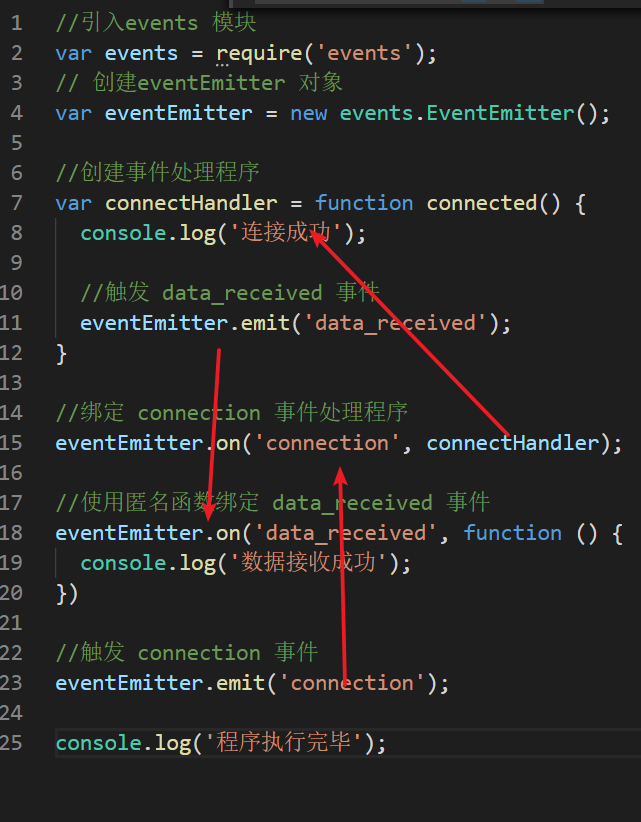 1 //引入events 模块
2 var events = require('events');
3 // 创建eventEmitter 对象
4 var eventEmitter = new events.EventEmitter();
5
6 //创建事件处理程序
7 var connectHandler = function connected() {
8 console.log('连接成功');
9
10 //触发 data_received 事件
11 eventEmitter.emit('data_received');
12 }
13
14 //绑定 connection 事件处理程序
15 eventEmitter.on('connection', connectHandler);
16
17 //使用匿名函数绑定 data_received 事件
18 eventEmitter.on('data_received', function () {
19 console.log('数据接收成功');
20 })
21
22 //触发 connection 事件
23 eventEmitter.emit('connection');
24
25 console.log('程序执行完毕');